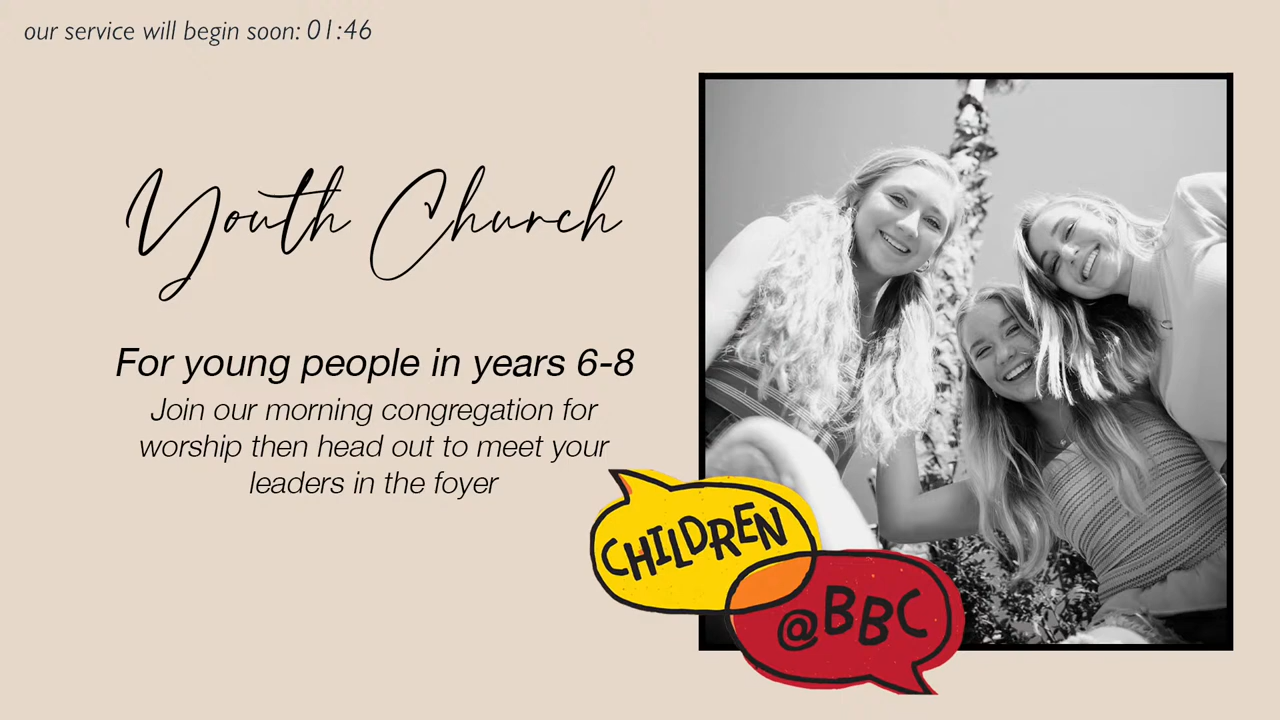 our service will begin soon: 01:46
Youth Church
For young people in years 6-8
Join our morning congregation for
worship then head out to meet your
leaders in the foyer
CHILDREN
@BBC